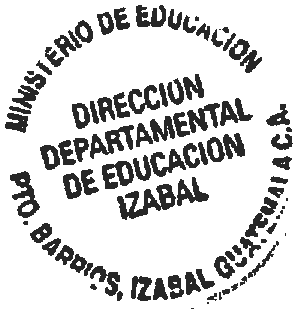 MINISTERIO DE EDUCACION
DIRECCION
DEPARTAMENTAL
DE EDUCACION
IZABAL
PTO. BARRIOS, IZABAL GUATEMALA C.A.